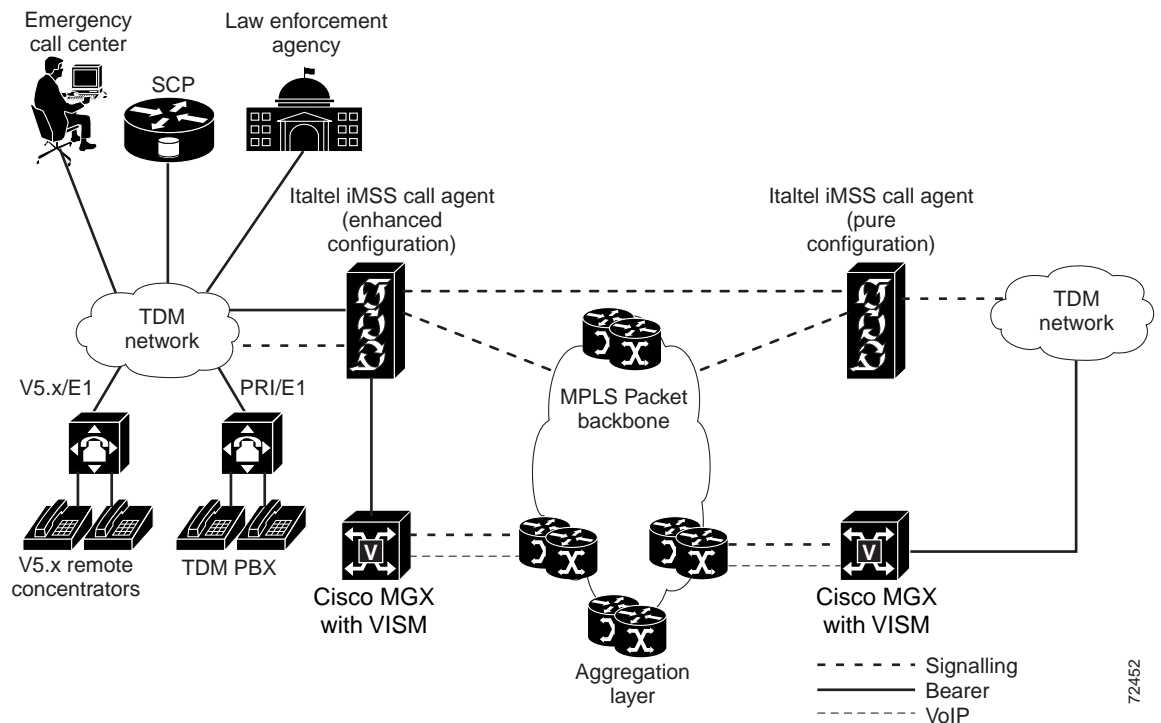 Emergency
call center
SCP
Law enforcement
agency
Italtel iMSS call agent
(enhanced
configuration)
Italtel iMSS call agent
(pure
configuration)
TDM
network
TDM
network
V5.x/E1
PRI/E1
MPLS Packet
backbone
V
V
V5.x remote
concentrators
TDM PBX
Cisco MGX
with VISM
Cisco MGX
with VISM
Aggregation
layer
Signalling
Bearer
VoIP
72452